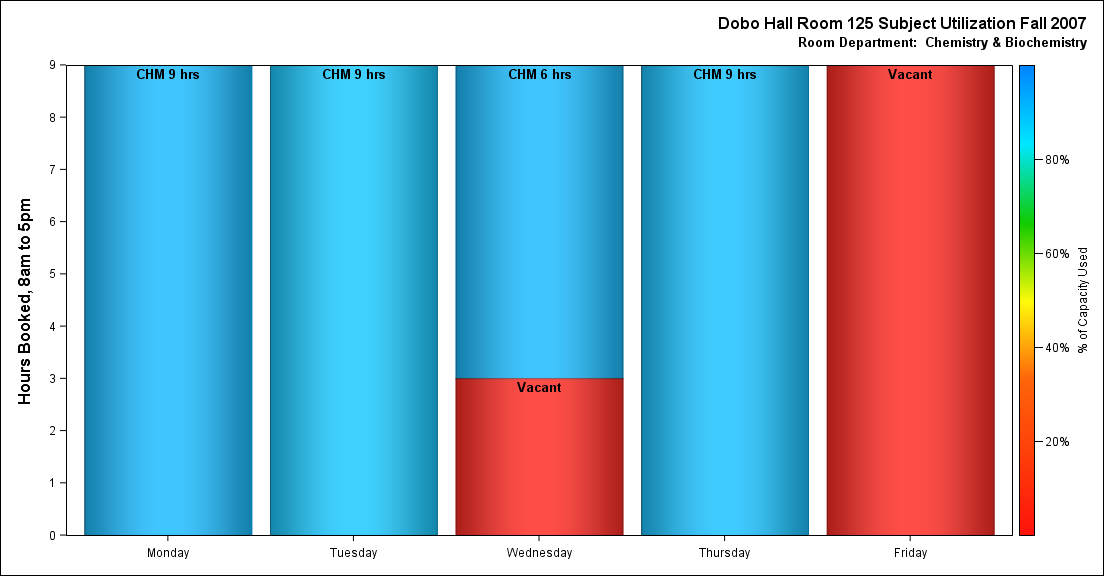 Dobo Hall Room 125 Subject Utilization Fall 2007
Room Department: Chemistry & Biochemistry
Hours Booked, 8am to 5pm
9
8
7
6
5
4
3
2
1
0
CHM 9 hrs
CHM 9 hrs
CHM 6 hrs
CHM 9 hrs
Vacant
Vacant
Monday
Tuesday
Wednesday
Thursday
Friday
80%
60%
40%
20%
% of Capacity Used